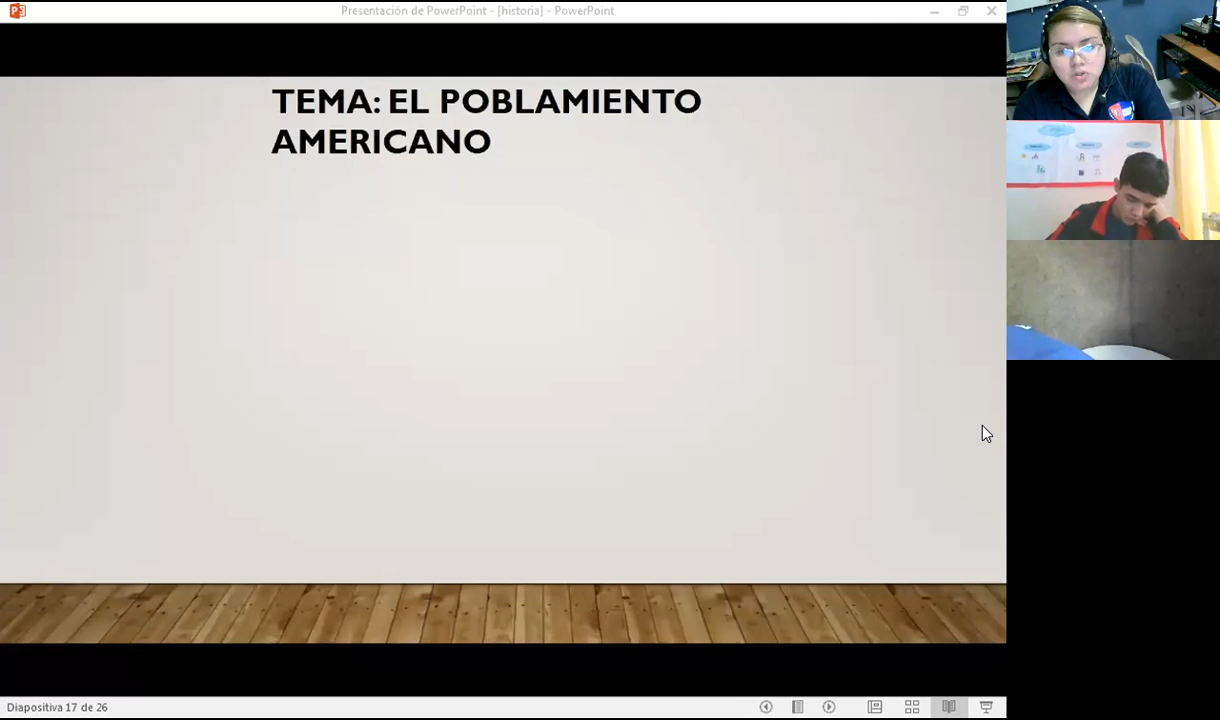 Presentación de PowerPoint - [historia] - PowerPoint
TEMA: EL POBLAMIENTO
AMERICANO
Diapositiva 17 de 26